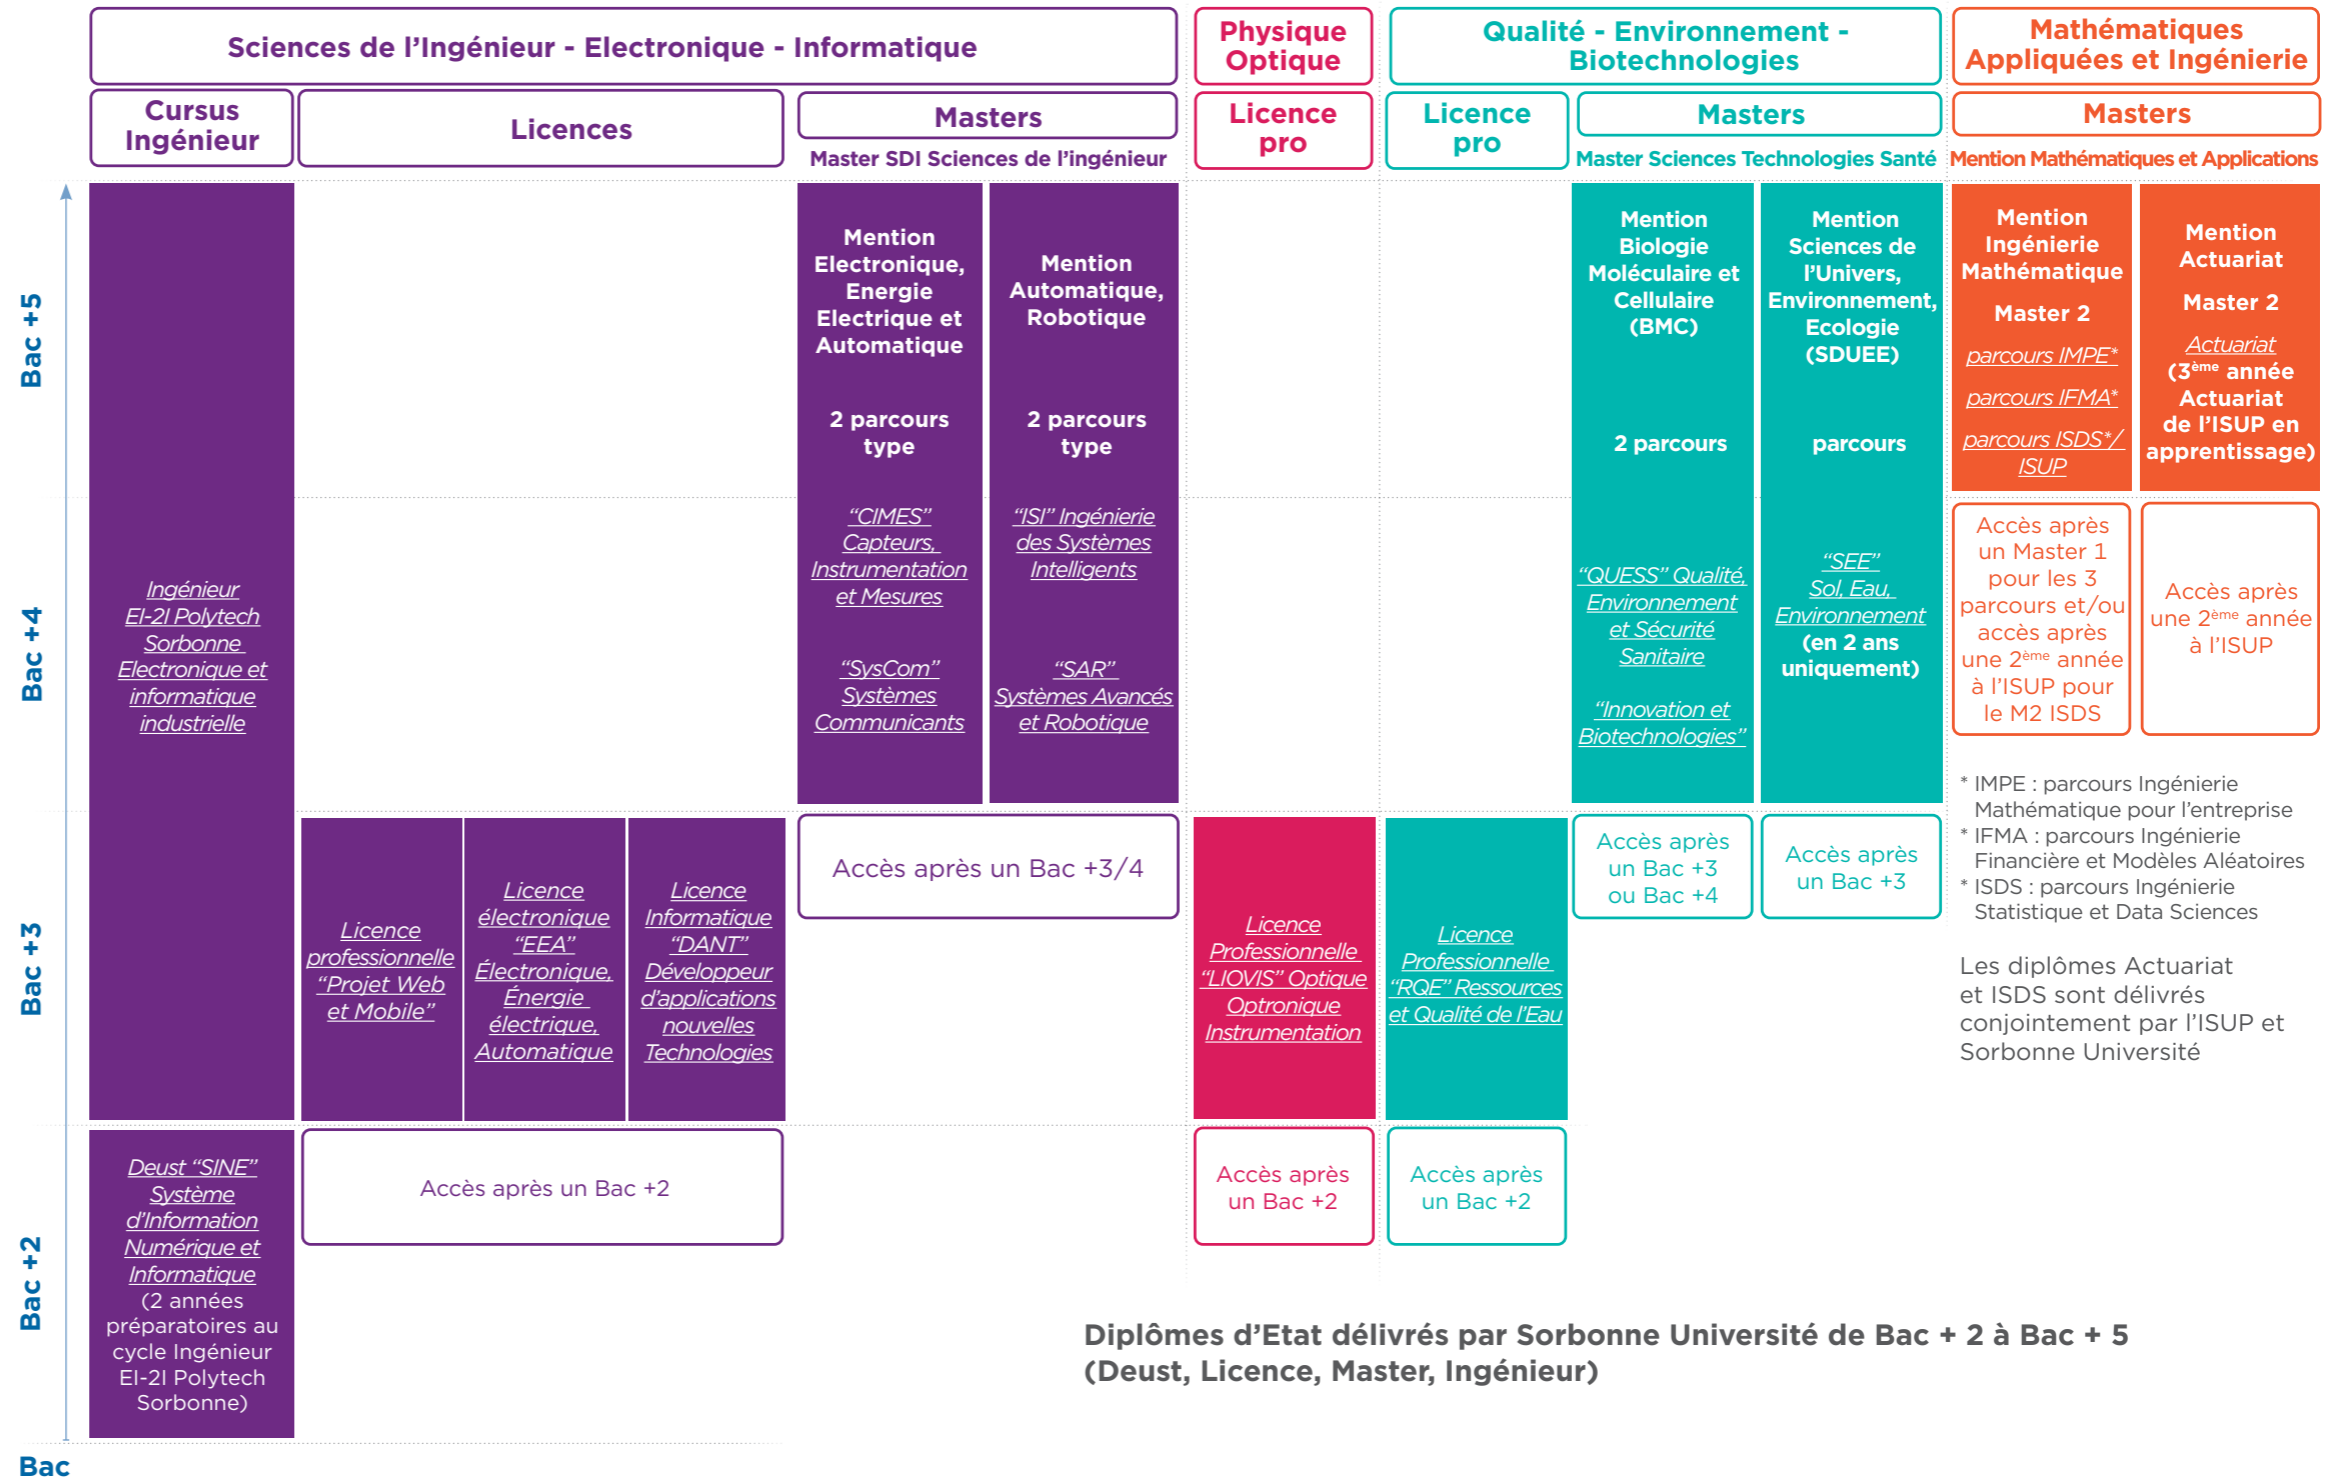 Sciences de l’Ingénieur - Electronique - Informatique
Physique
Optique
Qualité - Environnement -
Biotechnologies
Mathématiques
Appliquées et Ingénierie
Cursus
Ingénieur
Licences
Masters
Master SDI Sciences de l’ingénieur
Licence
pro
Licence
pro
Masters
Master Sciences Technologies Santé
Masters
Mention Mathématiques et Applications
Bac +5
Bac +4
Bac +3
Bac +2
Bac
Ingénieur
EI-2I Polytech
Sorbonne
Electronique et
informatique
industrielle
Deust “SINE”
Système
d’Information
Numérique et
Informatique
(2 années
préparatoires au
cycle Ingénieur
EI-2I Polytech
Sorbonne)
Licence
professionnelle
“Projet Web
et Mobile”
Licence
électronique
“EEA”
Électronique,
Énergie
électrique,
Automatique
Licence
Informatique
“DANT”
Développeur
d’applications
nouvelles
Technologies
Accès après un Bac +2
Mention
Electronique,
Energie
Electrique et
Automatique
2 parcours
type
“CIMES”
Capteurs,
Instrumentation
et Mesures
“SysCom”
Systèmes
Communicants
Mention
Automatique,
Robotique
2 parcours
type
“ISI” Ingénierie
des Systèmes
Intelligents
“SAR”
Systèmes Avancés
et Robotique
Accès après un Bac +3/4
Licence
Professionnelle
“LIOVIS” Optique
Optronique
Instrumentation
Accès après
un Bac +2
Licence
Professionnelle
“RQE” Ressources
et Qualité de l’Eau
Accès après
un Bac +2
Mention
Biologie
Moléculaire et
Cellulaire
(BMC)
2 parcours
“QUESS” Qualité,
Environnement
et Sécurité
Sanitaire
“Innovation et
Biotechnologies”
Accès après
un Bac +3
ou Bac +4
Mention
Sciences de
l’Univers,
Environnement,
Ecologie
(SDUEE)
parcours
“SEE”
Sol, Eau,
Environnement
(en 2 ans
uniquement)
Accès après
un Bac +3
Mention
Ingénierie
Mathématique
Master 2
parcours IMPE*
parcours IFMA*
parcours ISDS*/
ISUP
Accès après
un Master 1
pour les 3
parcours et/ou
accès après
une 2ème année
à l’ISUP pour
le M2 ISDS
Mention
Actuariat
Master 2
Actuariat
(3ème année
Actuariat
de l’ISUP en
apprentissage)
Accès après
une 2ème année
à l’ISUP
* IMPE : parcours Ingénierie
Mathématique pour l’entreprise
* IFMA : parcours Ingénierie
Financière et Modèles Aléatoires
* ISDS : parcours Ingénierie
Statistique et Data Sciences
Les diplômes Actuariat
et ISDS sont délivrés
conjointement par l’ISUP et
Sorbonne Université
Diplômes d’Etat délivrés par Sorbonne Université de Bac + 2 à Bac + 5
(Deust, Licence, Master, Ingénieur)